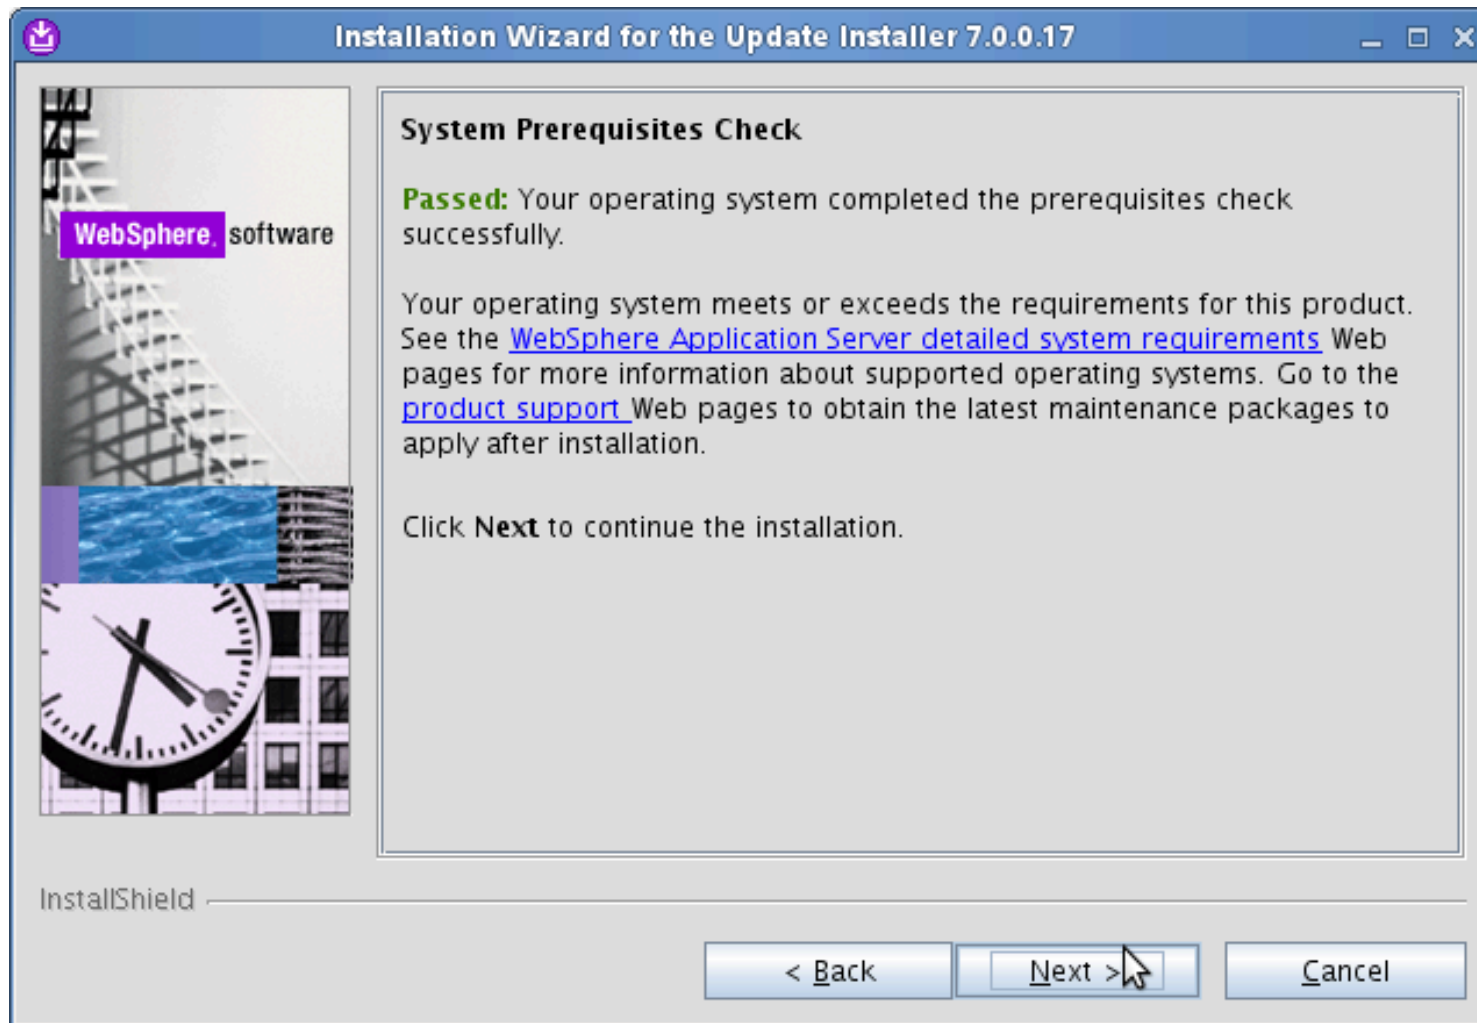 Installation Wizard for the Update Installer 7.0.0.17
WebSphere. software
System Prerequisites Check
Passed: Your operating system completed the prerequisites check
successfully.
Your operating system meets or exceeds the requirements for this product.
See the WebSphere Application Server detailed system requirements Web
pages for more information about supported operating systems. Go to the
product support Web pages to obtain the latest maintenance packages to
apply after installation.
Click Next to continue the installation.
InstallShield
< Back
Next >
Cancel